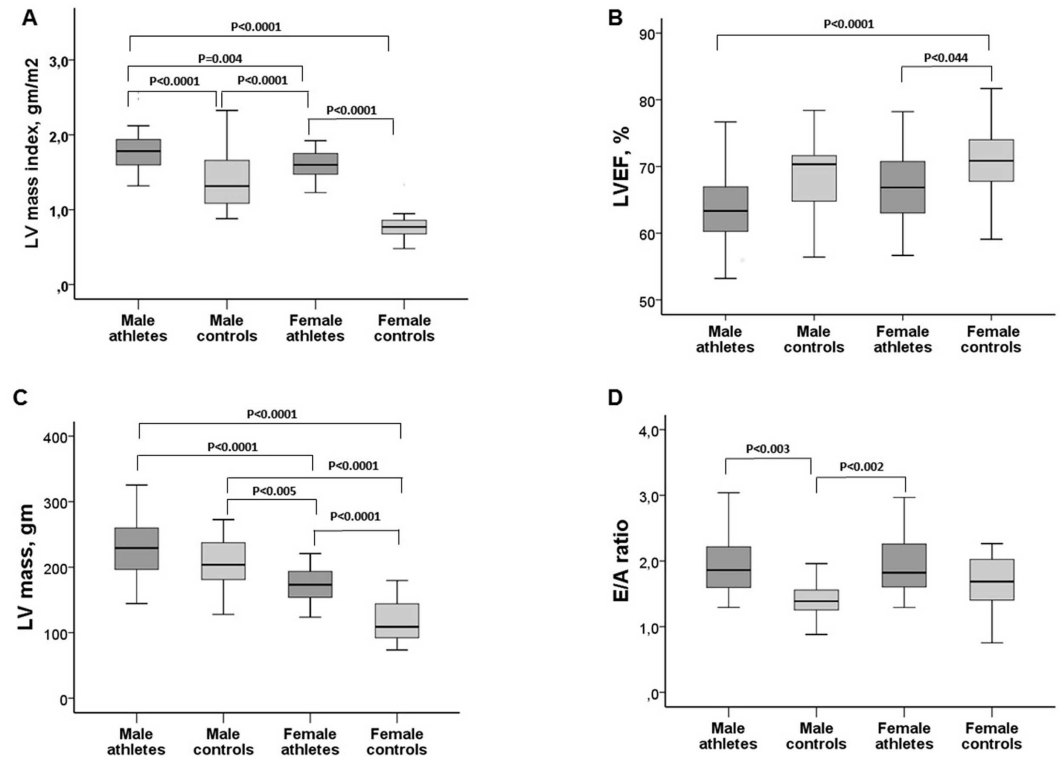 A
LV mass index, gm/m2
3,0
2,0
1,0
,0
P<0.0001
P=0.004
P<0.0001 P<0.0001
P<0.0001
Male athletes
Male controls
Female athletes
Female controls
B
LVEF, %
90
80
70
60
50
P<0.0001
P<0.044
Male athletes
Male controls
Female athletes
Female controls
C
LV mass, gm
400
300
200
100
0
P<0.0001
P<0.0001
P<0.0001
P<0.005
P<0.0001
Male athletes
Male controls
Female athletes
Female controls
D
E/A ratio
4,0
3,0
2,0
1,0
,0
P<0.003
P<0.002
Male athletes
Male controls
Female athletes
Female controls